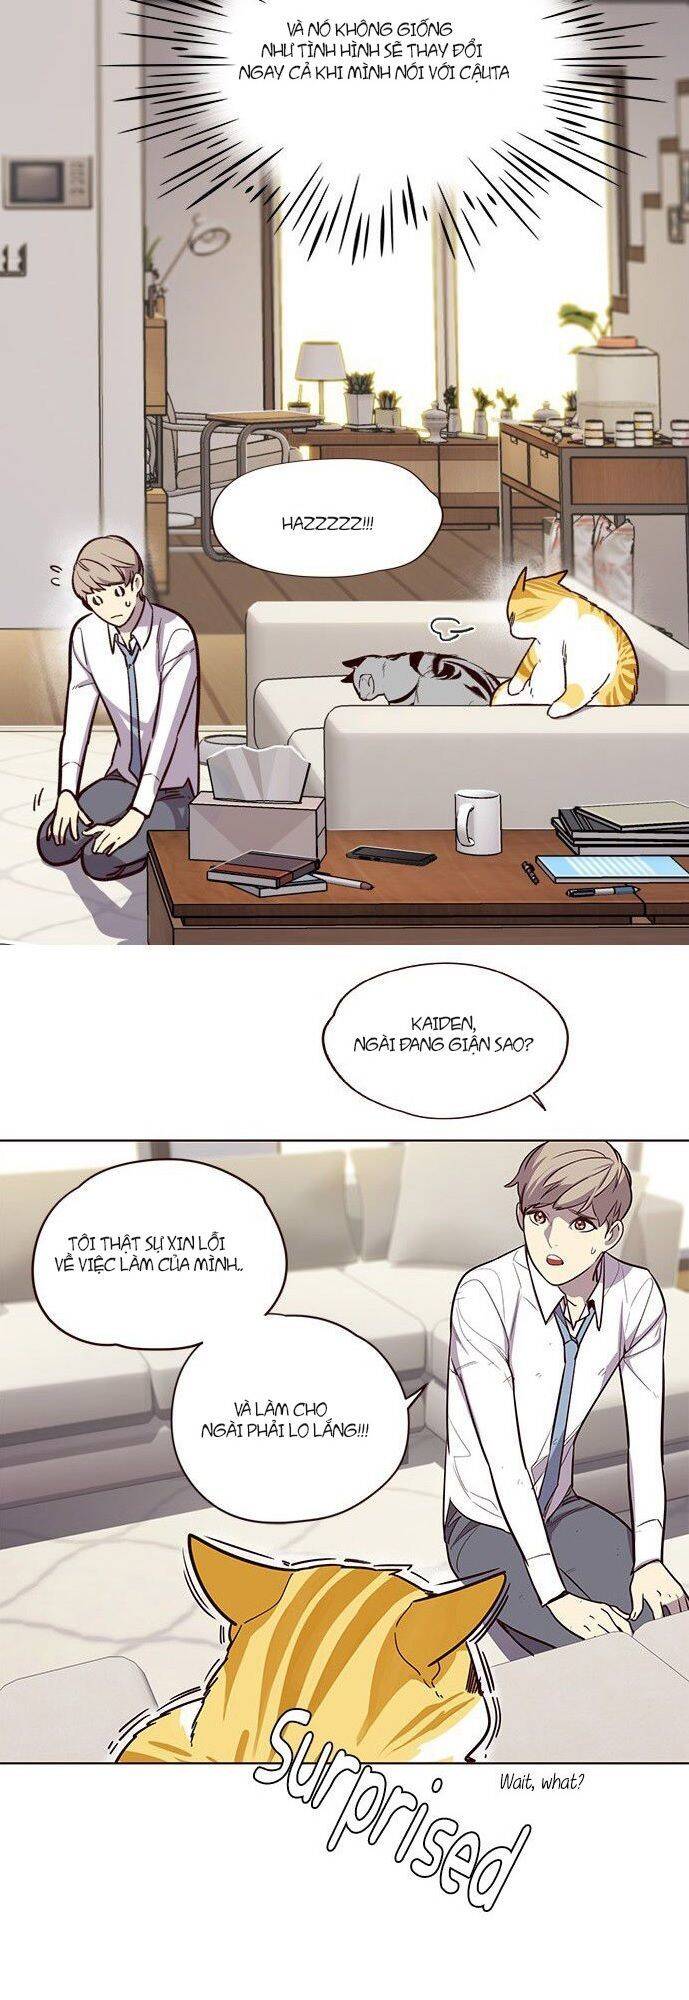 VÀ NÓ KHÔNG GIỐNG
NHƯ TÌNH HÌNH SẼ THAY ĐỔI
NGAY CẢ KHI MÌNH NÓI VỚI CẬUTA
HAZZZZZ!!!
KAIDEN,
NGÀI ĐANG GIẬN SAO?
TÔI THẬT SỰ XIN LỖI
VỀ VIỆC LÀM CỦA MÌNH..
VÀ LÀM CHO
NGÀI PHẢI LO LẮNG!!!
Surprised
Wait, what?